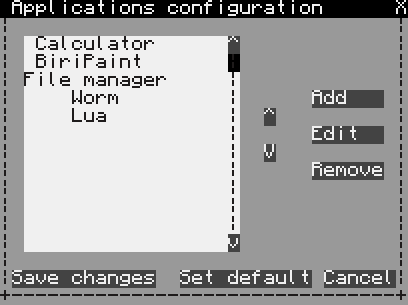 Applications configuration X
Calculator
BiriPaint
File manager
Worm
Lua
^
v
Add
Edit
Remove
^
v
Save changes
Set default
Cancel